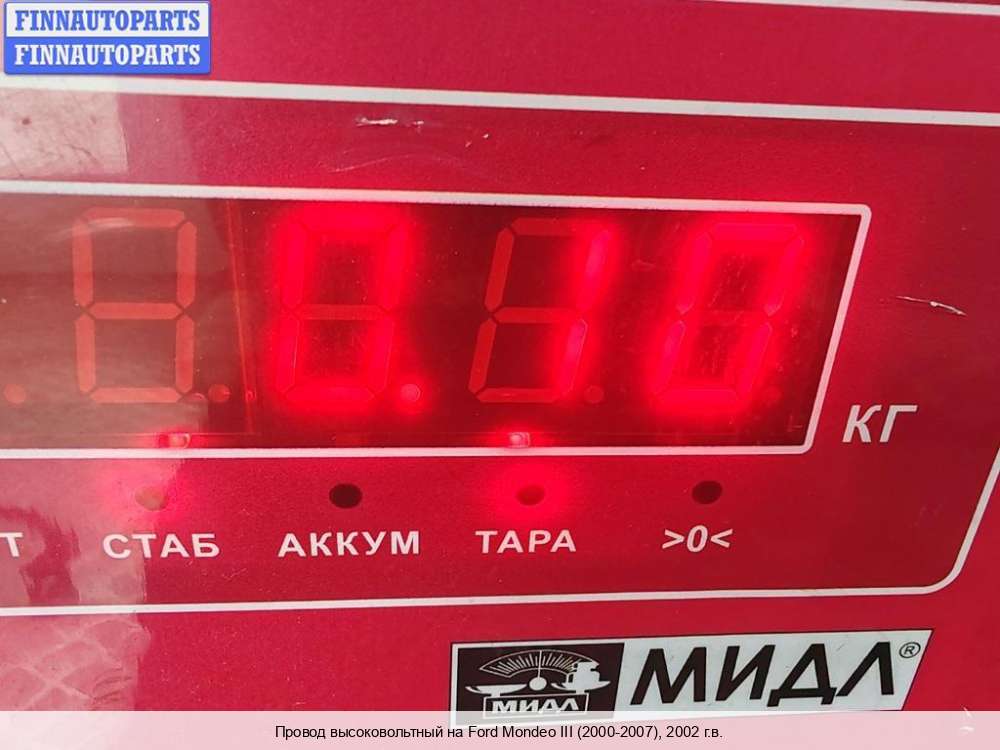 FINNAUTOPARTS
FINNAUTOPARTS
0.10
КГ
Т СТАБ АККУМ ТАРА >0<
МИДЛ МИДЛ®
Провод высоковольтный на Ford Mondeo III (2000-2007), 2002 г.в.